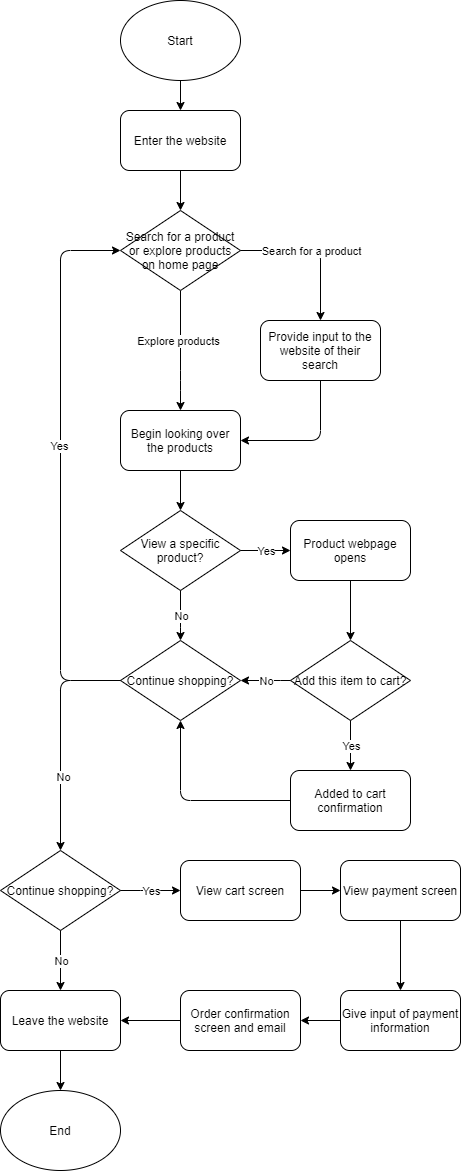 Start
Enter the website
Search for a product
or explore products
on home page
Search for a product
Explore products
Provide input to the
website of their
search
Yes
Begin looking over
the products
View a specific
product?
Yes
Product webpage
opens
No
Continue shopping?
No
Add this item to cart?
Yes
No
Added to cart
confirmation
Continue shopping?
Yes
View cart screen
View payment screen
No
Leave the website
Order confirmation
screen and email
Give input of payment
information
End